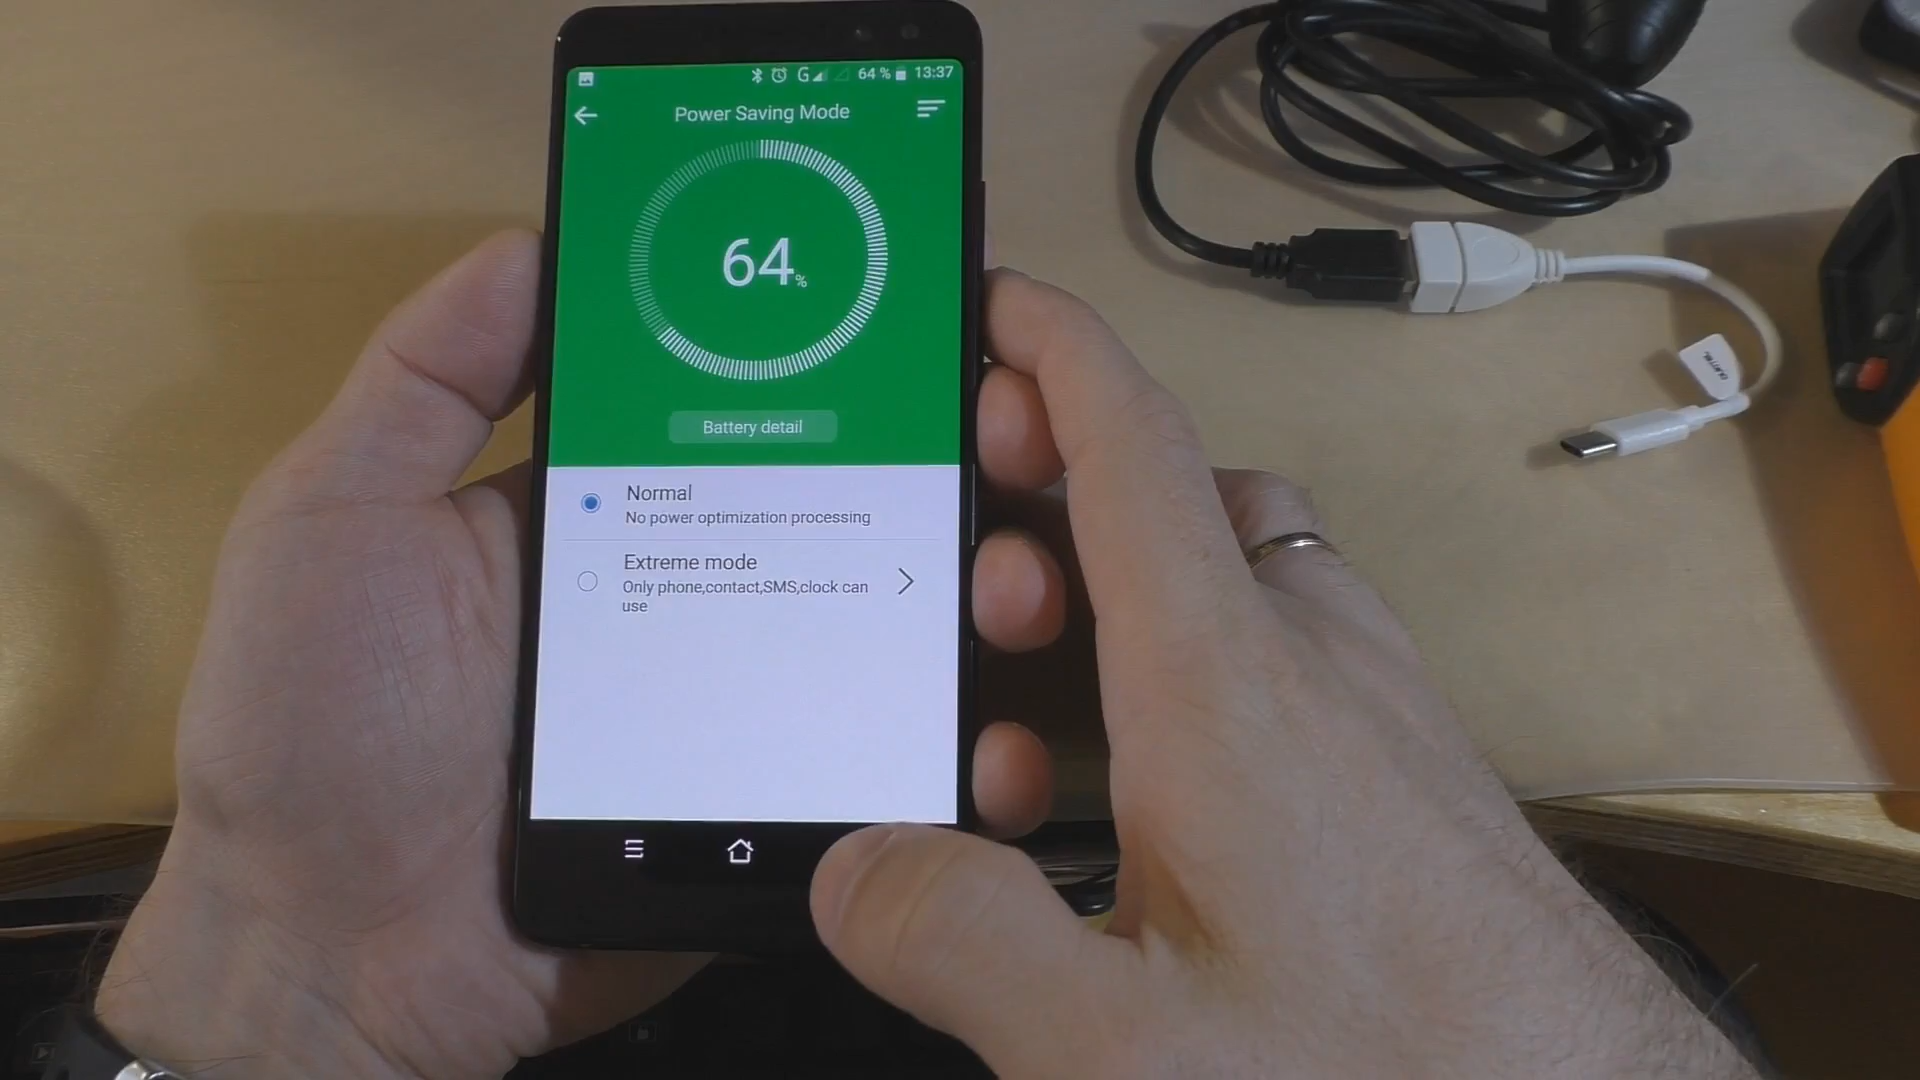 G 64 % 13:37
Power Saving Mode
64%
Battery detail
Normal
No power optimization processing
Extreme mode
Only phone,contact,SMS,clock can
use
OUKITEL